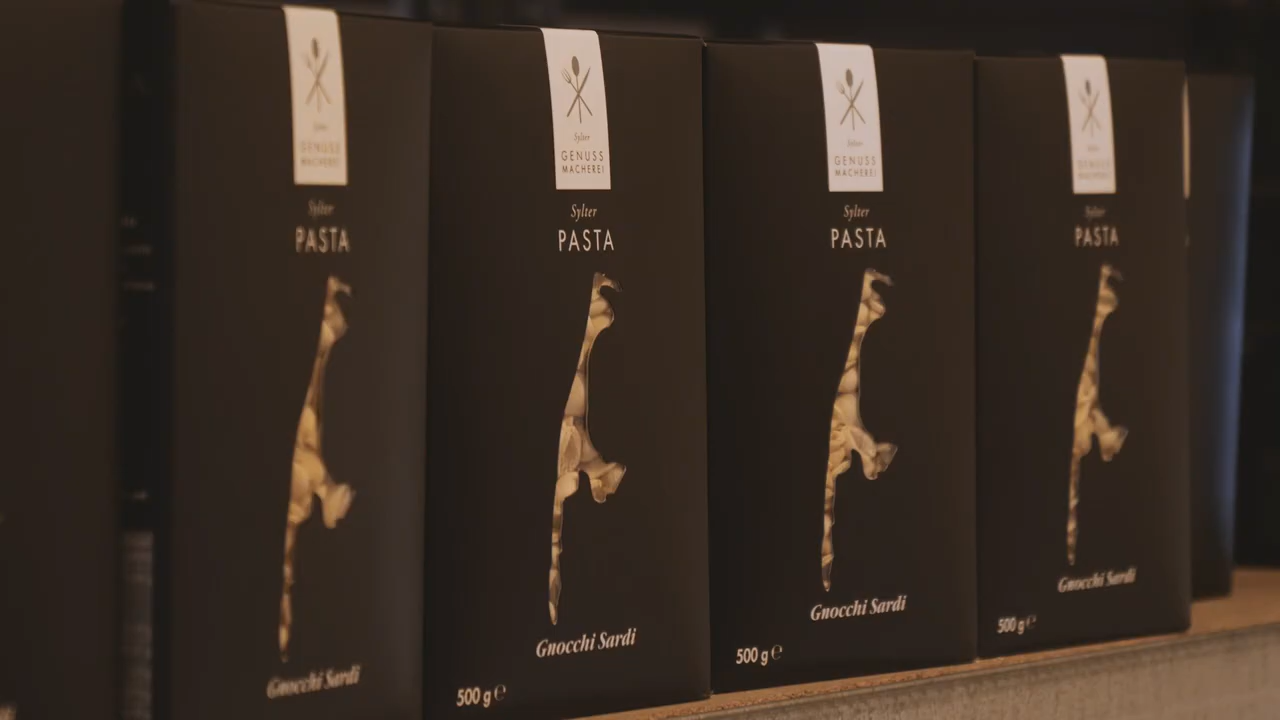 Sylter
GENUSS
MACHEREI
Sylter
PASTA
Gnocchi Sardi
Sylter
GENUSS
MACHEREI
Sylter
PASTA
Gnocchi Sardi
500 g ℮
Sylter
GENUSS
MACHEREI
Sylter
PASTA
Gnocchi Sardi
500 g ℮
Sylter
GENUSS
MACHEREI
Sylter
PASTA
Gnocchi Sardi
500 g ℮